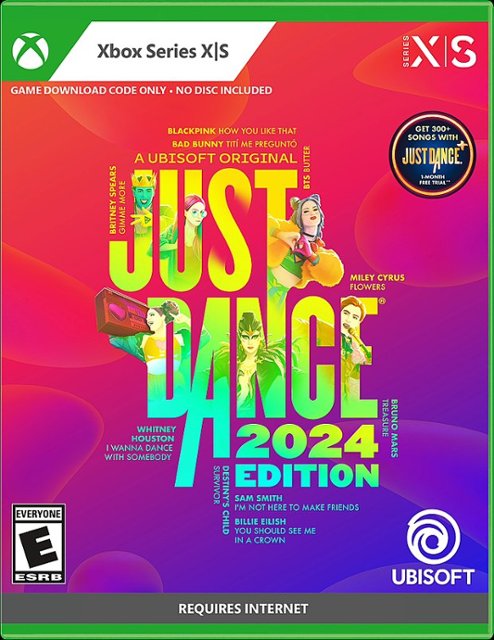 Xbox Series X|S
SERIES X|S
GAME DOWNLOAD CODE ONLY • NO DISC INCLUDED
GET 300+
SONGS WITH
JUST DANCE+
1-MONTH
FREE TRIAL**
BLACKPINK HOW YOU LIKE THAT
BAD BUNNY TITÍ ME PREGUNTÓ
A UBISOFT ORIGINAL
BRITNEY SPEARS
GIMME MORE
BTS BUTTER
JUST
MILEY CYRUS
FLOWERS
DANCE®
2024
EDITION
BRUNO MARS
TREASURE
WHITNEY
HOUSTON
I WANNA DANCE
WITH SOMEBODY
DESTINY'S CHILD
SURVIVOR
SAM SMITH
I'M NOT HERE TO MAKE FRIENDS
BILLIE EILISH
YOU SHOULD SEE ME
IN A CROWN
EVERYONE
E
ESRB
UBISOFT
REQUIRES INTERNET